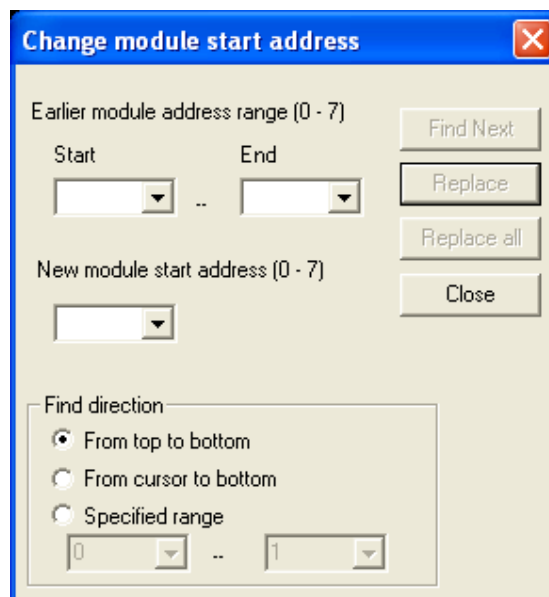 Change module start address
Earlier module address range (0 - 7)
Start End
..
Find Next
Replace
Replace all
Close
New module start address (0 - 7)
Find direction
From top to bottom
From cursor to bottom
Specified range
0 .. 1